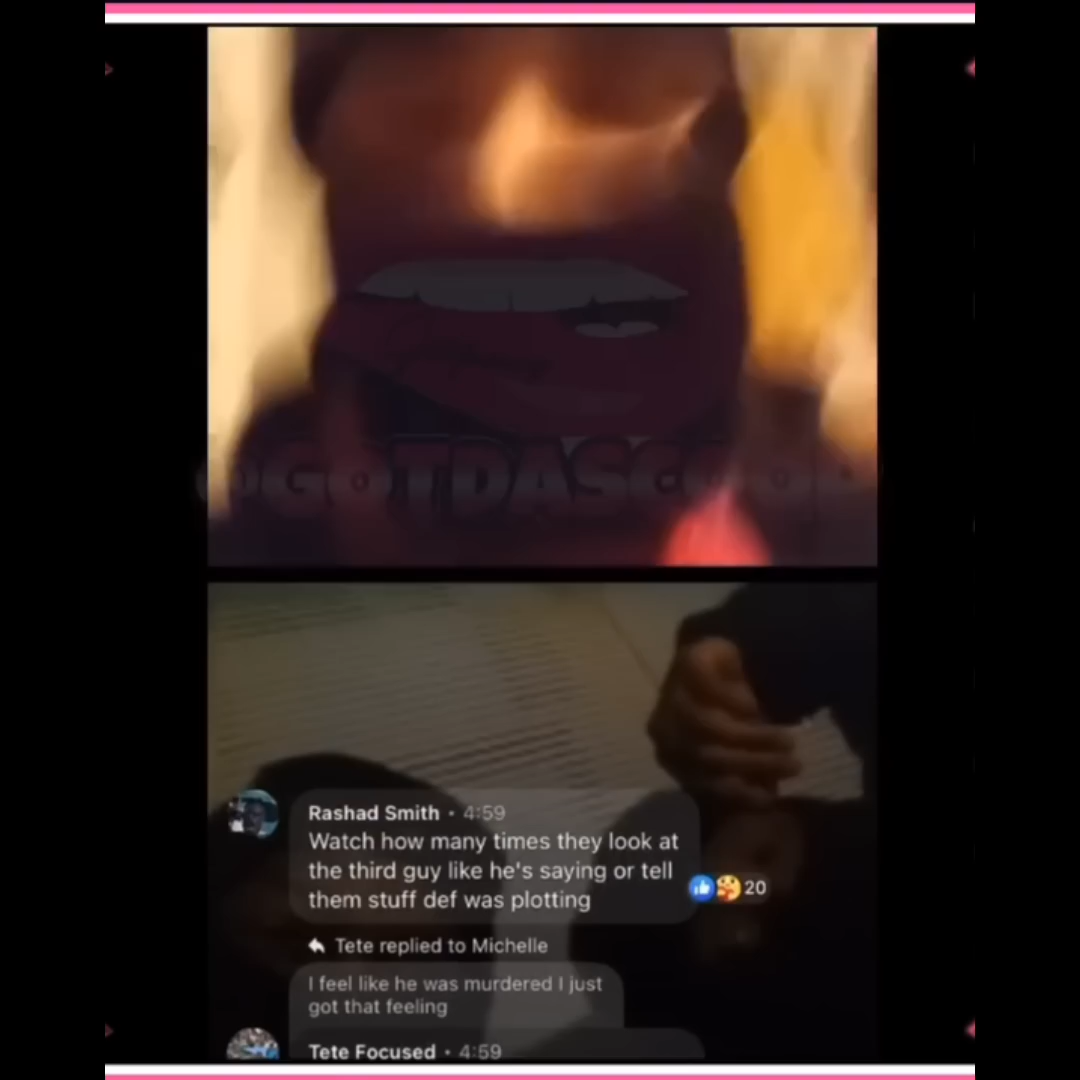 @GOTDASCOOP
Rashad Smith • 4:59
Watch how many times they look at
the third guy like he's saying or tell
them stuff def was plotting
20
Tete replied to Michelle
I feel like he was murdered I just
got that feeling
Tete Focused • 4:59